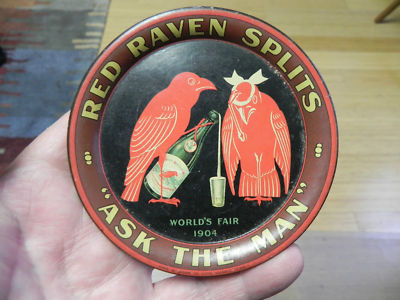 RED RAVEN SPLITS
WORLD'S FAIR
1904
"ASK THE MAN"